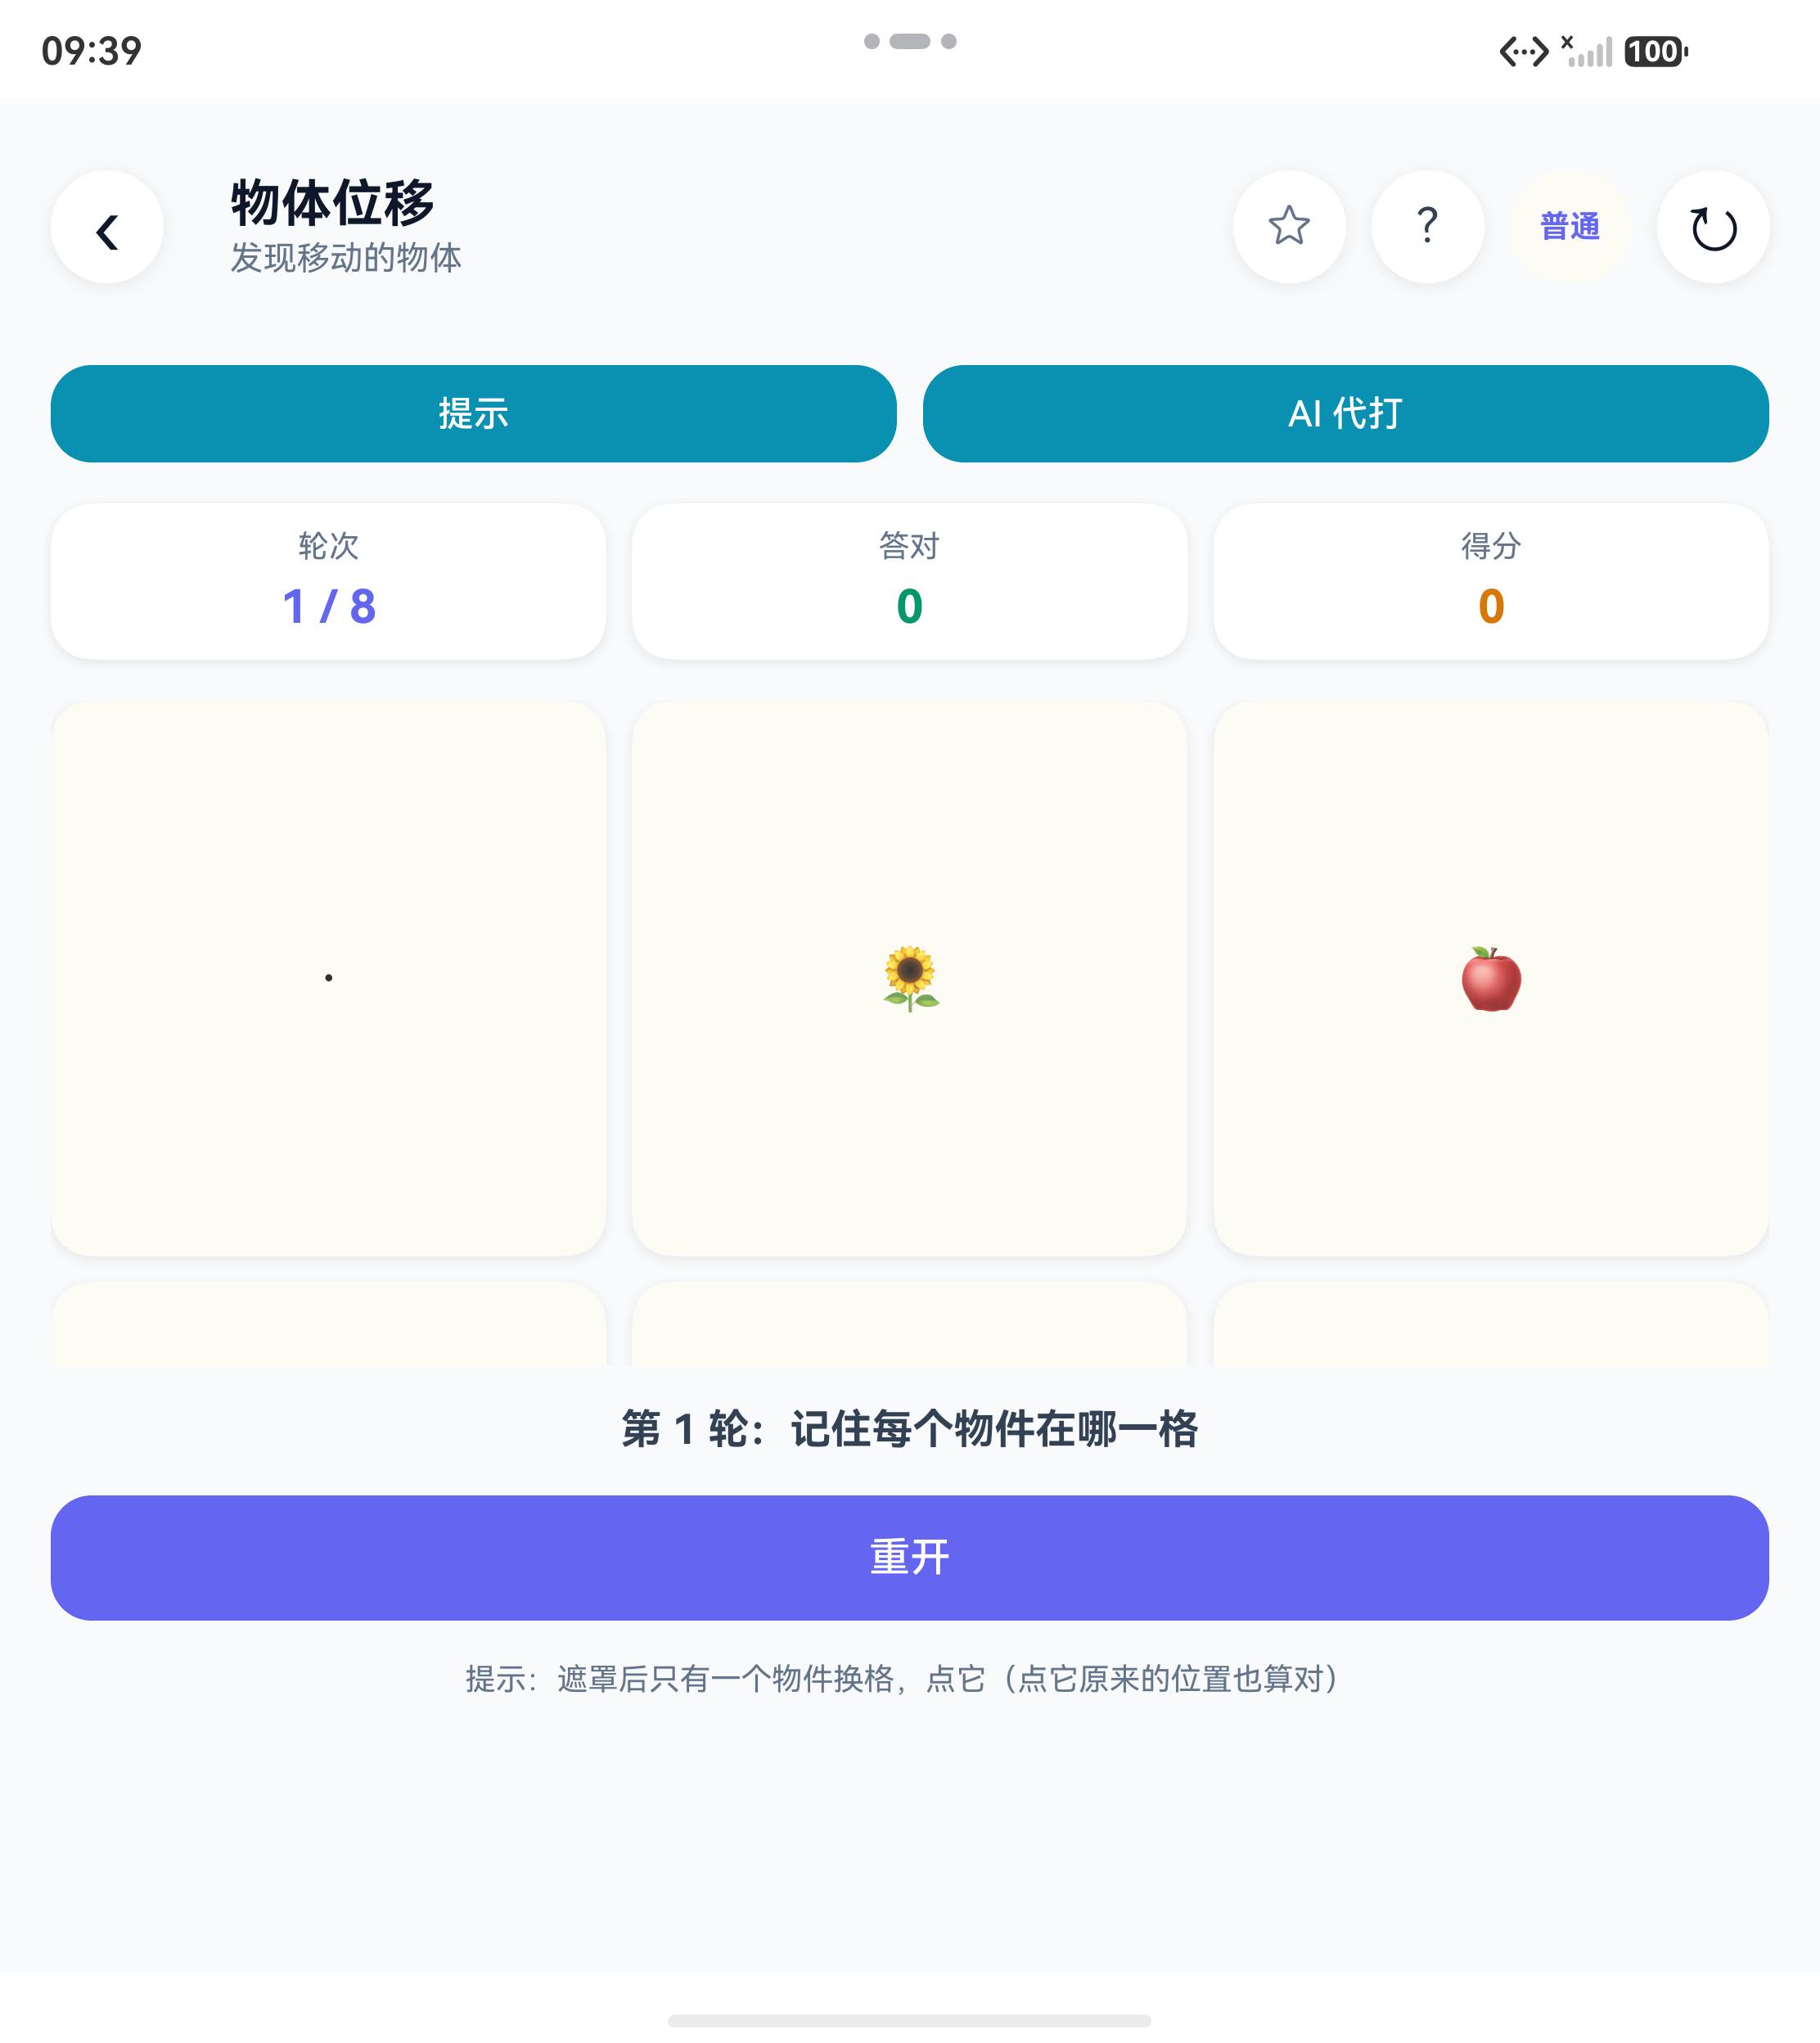 09:39
100
物体位移
发现移动的物体
?
普通
提示
AI 代打
轮次
1 / 8
答对
0
得分
0
第 1 轮：记住每个物件在哪一格
重开
提示：遮罩后只有一个物件换格，点它（点它原来的位置也算对）